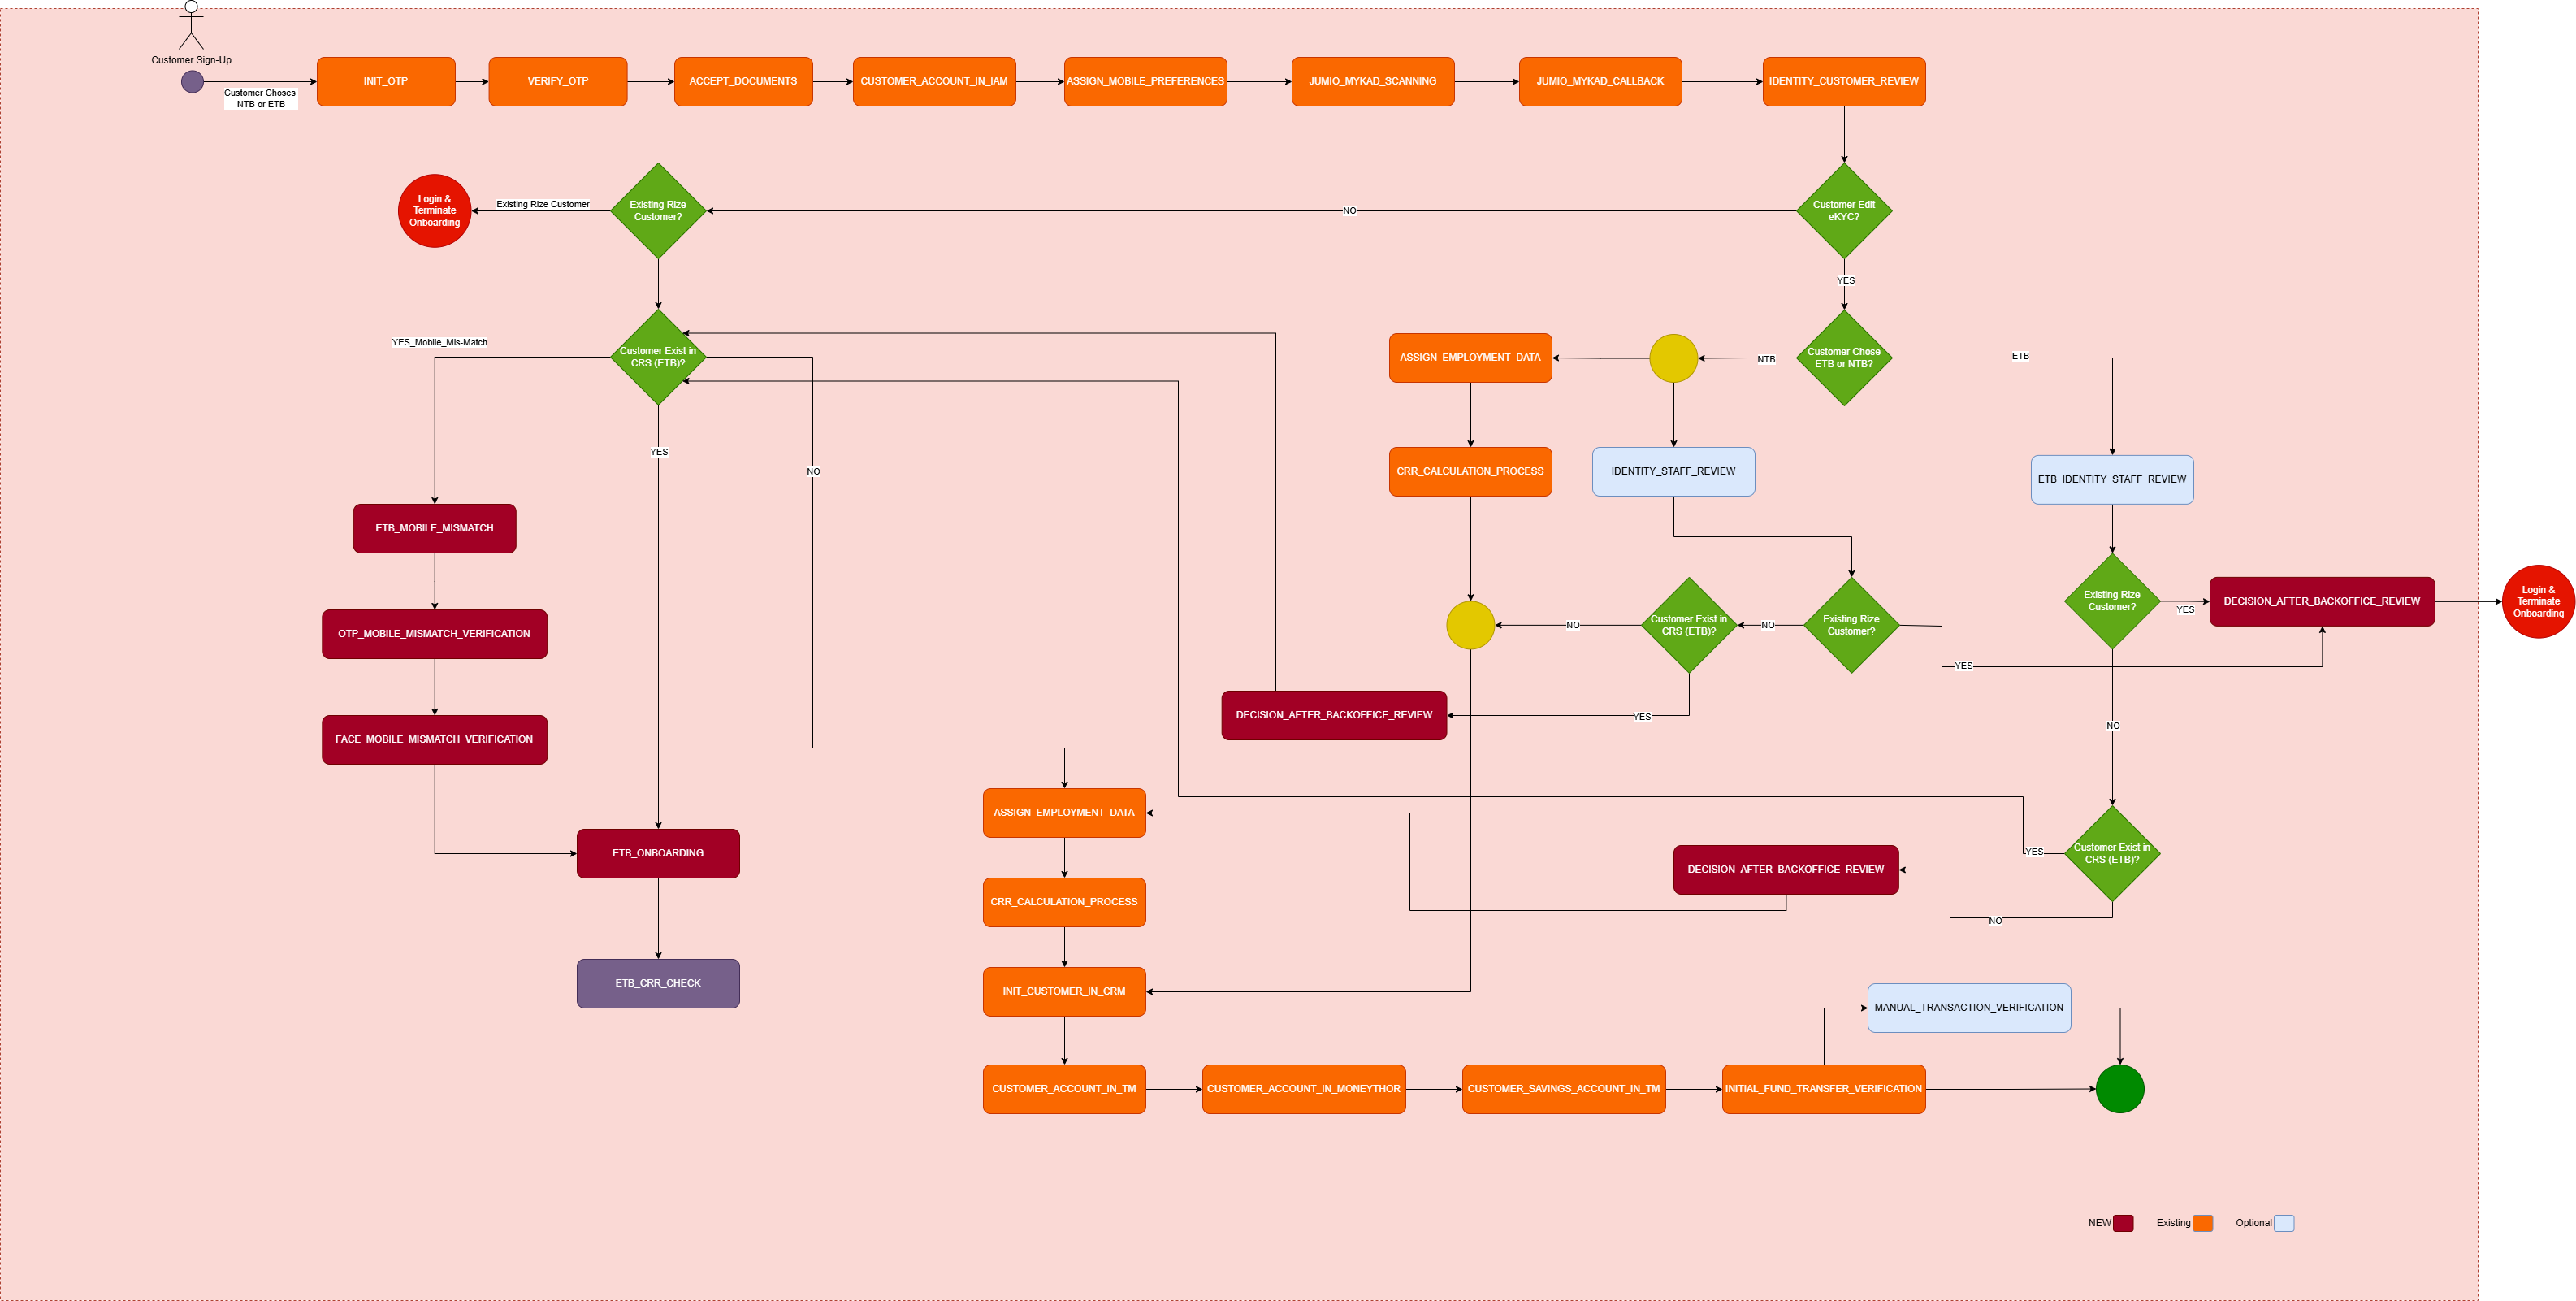 Customer Sign-Up
Customer Choses
NTB or ETB
INIT_OTP
VERIFY_OTP
ACCEPT_DOCUMENTS
CUSTOMER_ACCOUNT_IN_IAM
ASSIGN_MOBILE_PREFERENCES
JUMIO_MYKAD_SCANNING
JUMIO_MYKAD_CALLBACK
IDENTITY_CUSTOMER_REVIEW
Login &
Terminate
Onboarding
Existing Rize Customer
Existing Rize
Customer?
NO
Customer Edit
eKYC?
YES
YES_Mobile_Mis-Match
Customer Exist in
CRS (ETB)?
ASSIGN_EMPLOYMENT_DATA
NTB
Customer Chose
ETB or NTB?
ETB
YES
NO
CRR_CALCULATION_PROCESS
IDENTITY_STAFF_REVIEW
ETB_IDENTITY_STAFF_REVIEW
ETB_MOBILE_MISMATCH
OTP_MOBILE_MISMATCH_VERIFICATION
FACE_MOBILE_MISMATCH_VERIFICATION
NO
Customer Exist in
CRS (ETB)?
NO
Existing Rize
Customer?
YES
Existing Rize
Customer?
YES
DECISION_AFTER_BACKOFFICE_REVIEW
Login &
Terminate
Onboarding
DECISION_AFTER_BACKOFFICE_REVIEW
YES
NO
ASSIGN_EMPLOYMENT_DATA
ETB_ONBOARDING
DECISION_AFTER_BACKOFFICE_REVIEW
YES
Customer Exist in
CRS (ETB)?
NO
CRR_CALCULATION_PROCESS
ETB_CRR_CHECK
INIT_CUSTOMER_IN_CRM
MANUAL_TRANSACTION_VERIFICATION
CUSTOMER_ACCOUNT_IN_TM
CUSTOMER_ACCOUNT_IN_MONEYTHOR
CUSTOMER_SAVINGS_ACCOUNT_IN_TM
INITIAL_FUND_TRANSFER_VERIFICATION
NEW
Existing
Optional